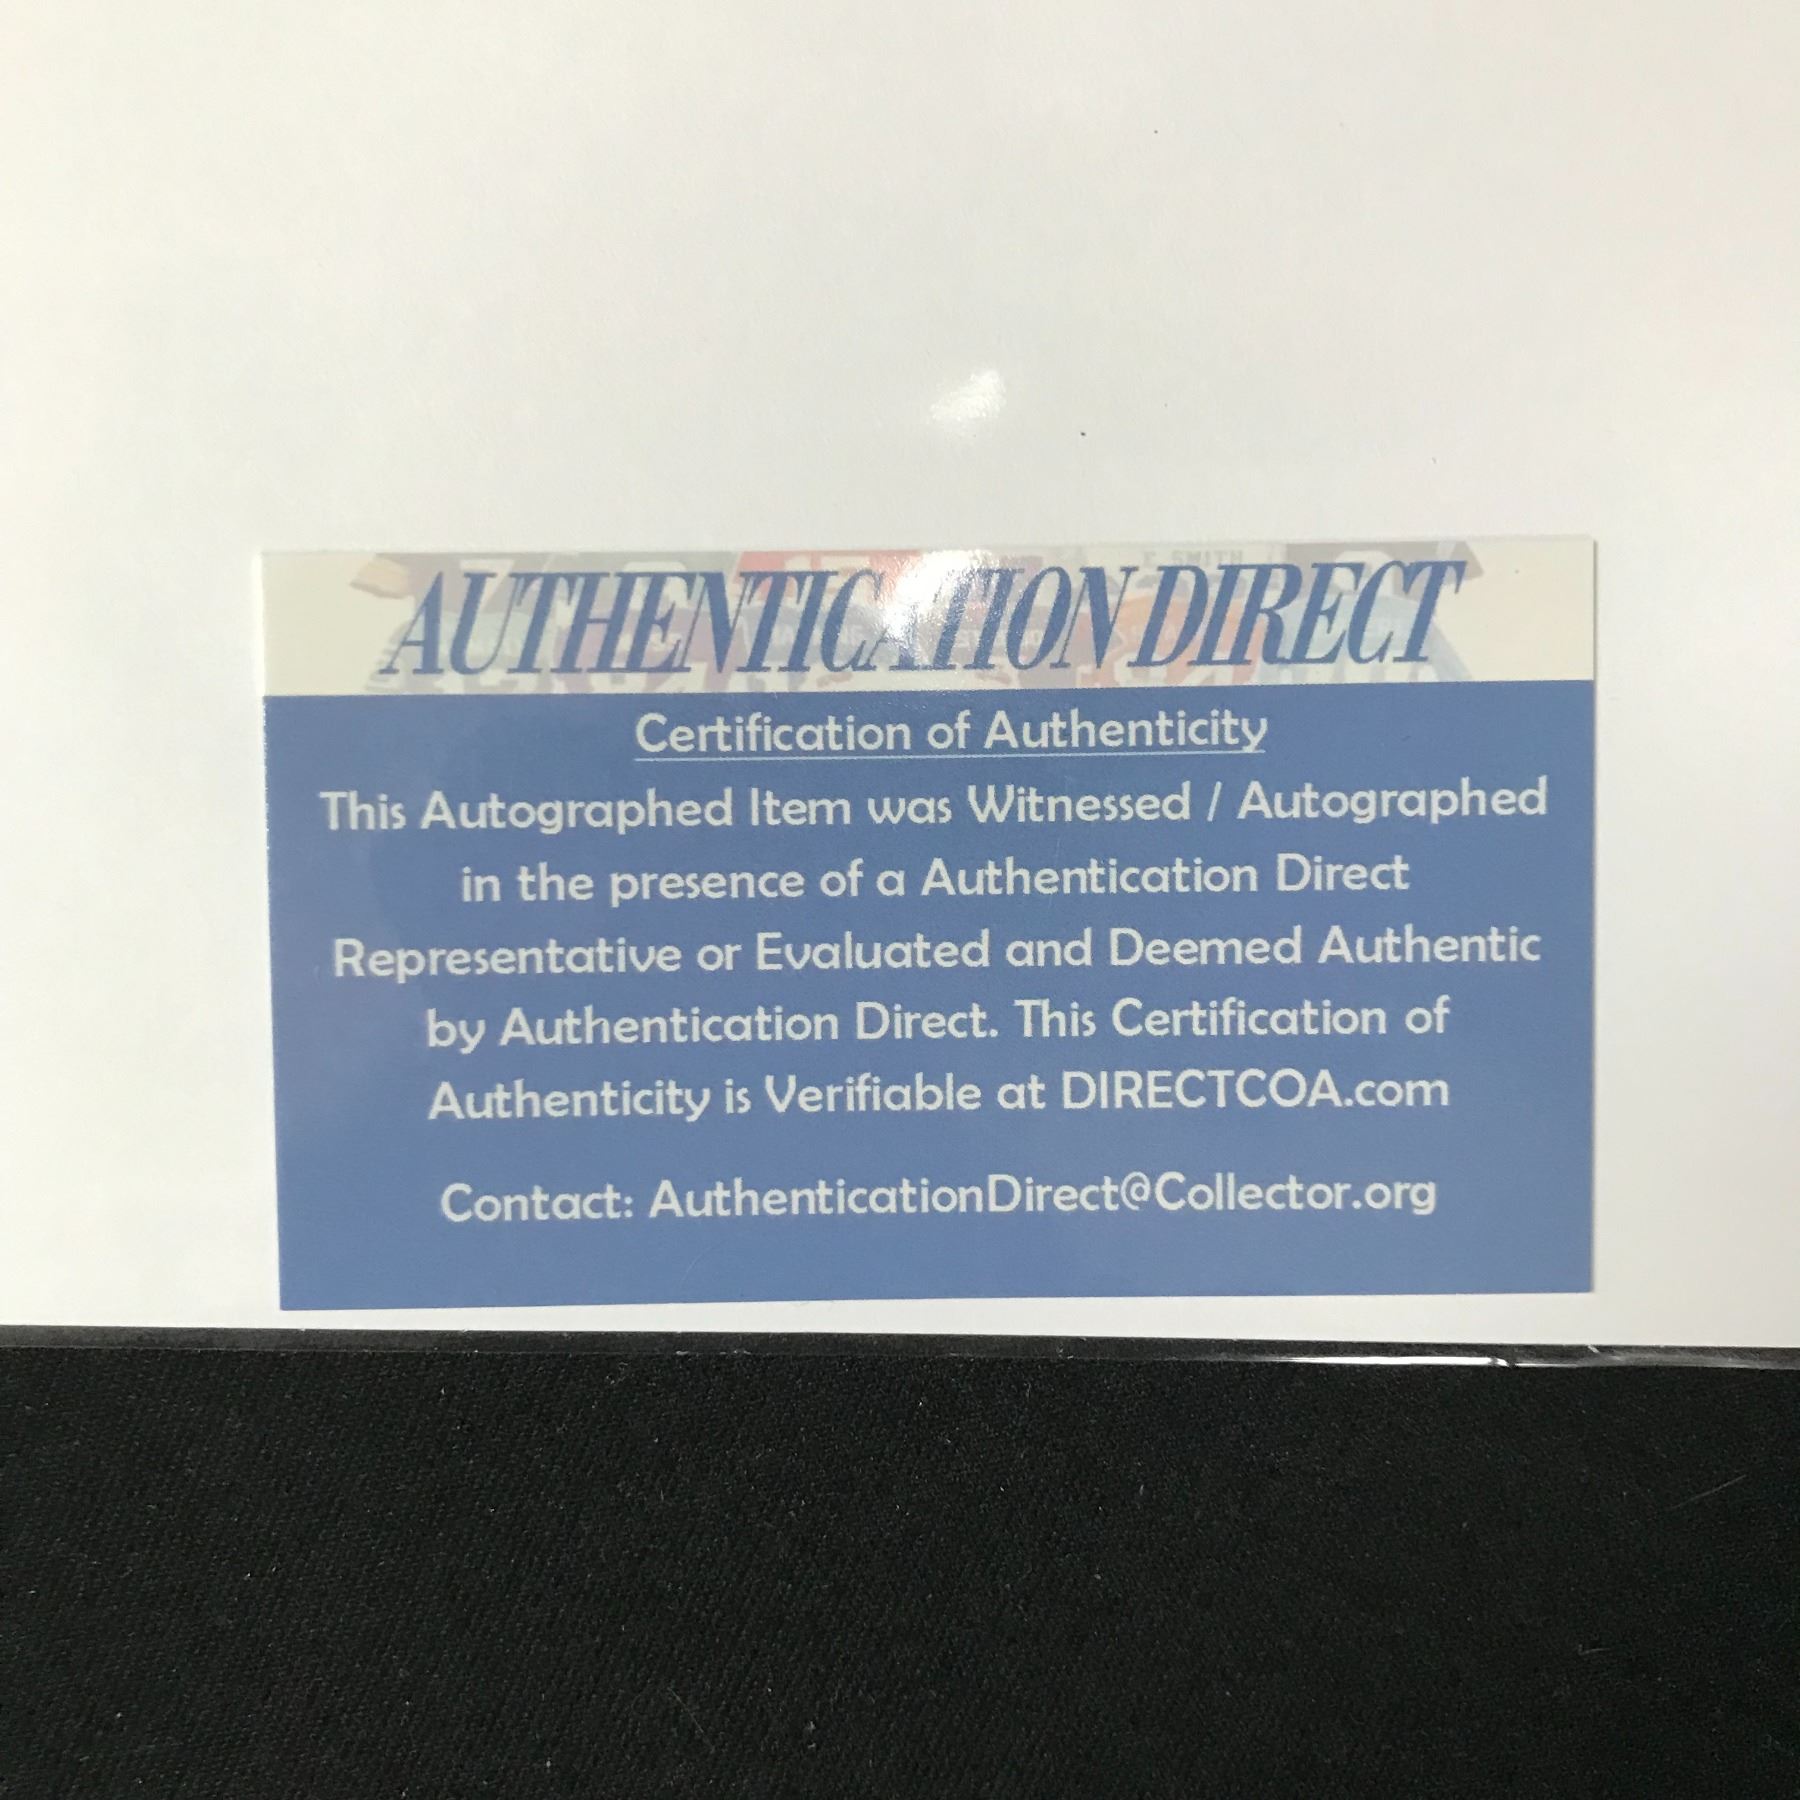 E SMITH
AUTHENTICATION DIRECT
Certification of Authenticity
This Autographed Item was Witnessed / Autographed
in the presence of a Authentication Direct
Representative or Evaluated and Deemed Authentic
by Authentication Direct. This Certification of
Authenticity is Verifiable at DIRECTCOA.com
Contact: AuthenticationDirect@Collector.org